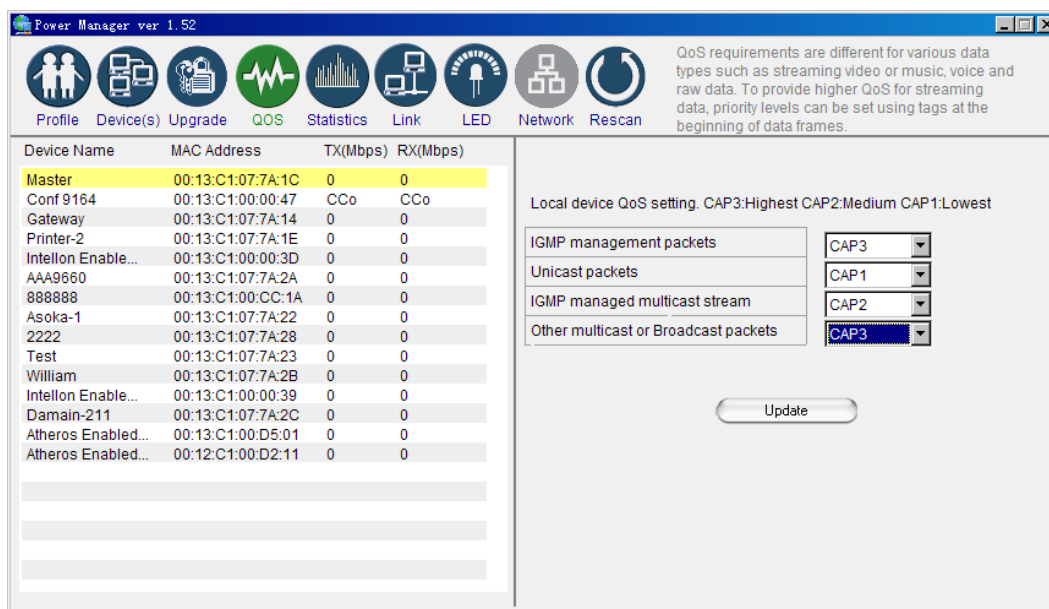 Power Manager ver 1.52
Profile Device(s) Upgrade QOS Statistics Link LED Network Rescan
QoS requirements are different for various data
types such as streaming video or music, voice and
raw data. To provide higher QoS for streaming
data, priority levels can be set using tags at the
beginning of data frames.
Device Name MAC Address TX(Mbps) RX(Mbps)
Master 00:13:C1:07:7A:1C 0 0
Conf 9164 00:13:C1:00:00:47 CCo CCo
Gateway 00:13:C1:07:7A:14 0 0
Printer-2 00:13:C1:07:7A:1E 0 0
Intellon Enable... 00:13:C1:00:00:3D 0 0
AAA9660 00:13:C1:07:7A:2A 0 0
888888 00:13:C1:00:CC:1A 0 0
Asoka-1 00:13:C1:07:7A:22 0 0
2222 00:13:C1:07:7A:28 0 0
Test 00:13:C1:07:7A:23 0 0
William 00:13:C1:07:7A:2B 0 0
Intellon Enable... 00:13:C1:00:00:39 0 0
Damain-211 00:13:C1:07:7A:2C 0 0
Atheros Enabled... 00:13:C1:00:D5:01 0 0
Atheros Enabled... 00:12:C1:00:D2:11 0 0
Local device QoS setting. CAP3:Highest CAP2:Medium CAP1:Lowest
IGMP management packets CAP3
Unicast packets CAP1
IGMP managed multicast stream CAP2
Other multicast or Broadcast packets CAP3
Update